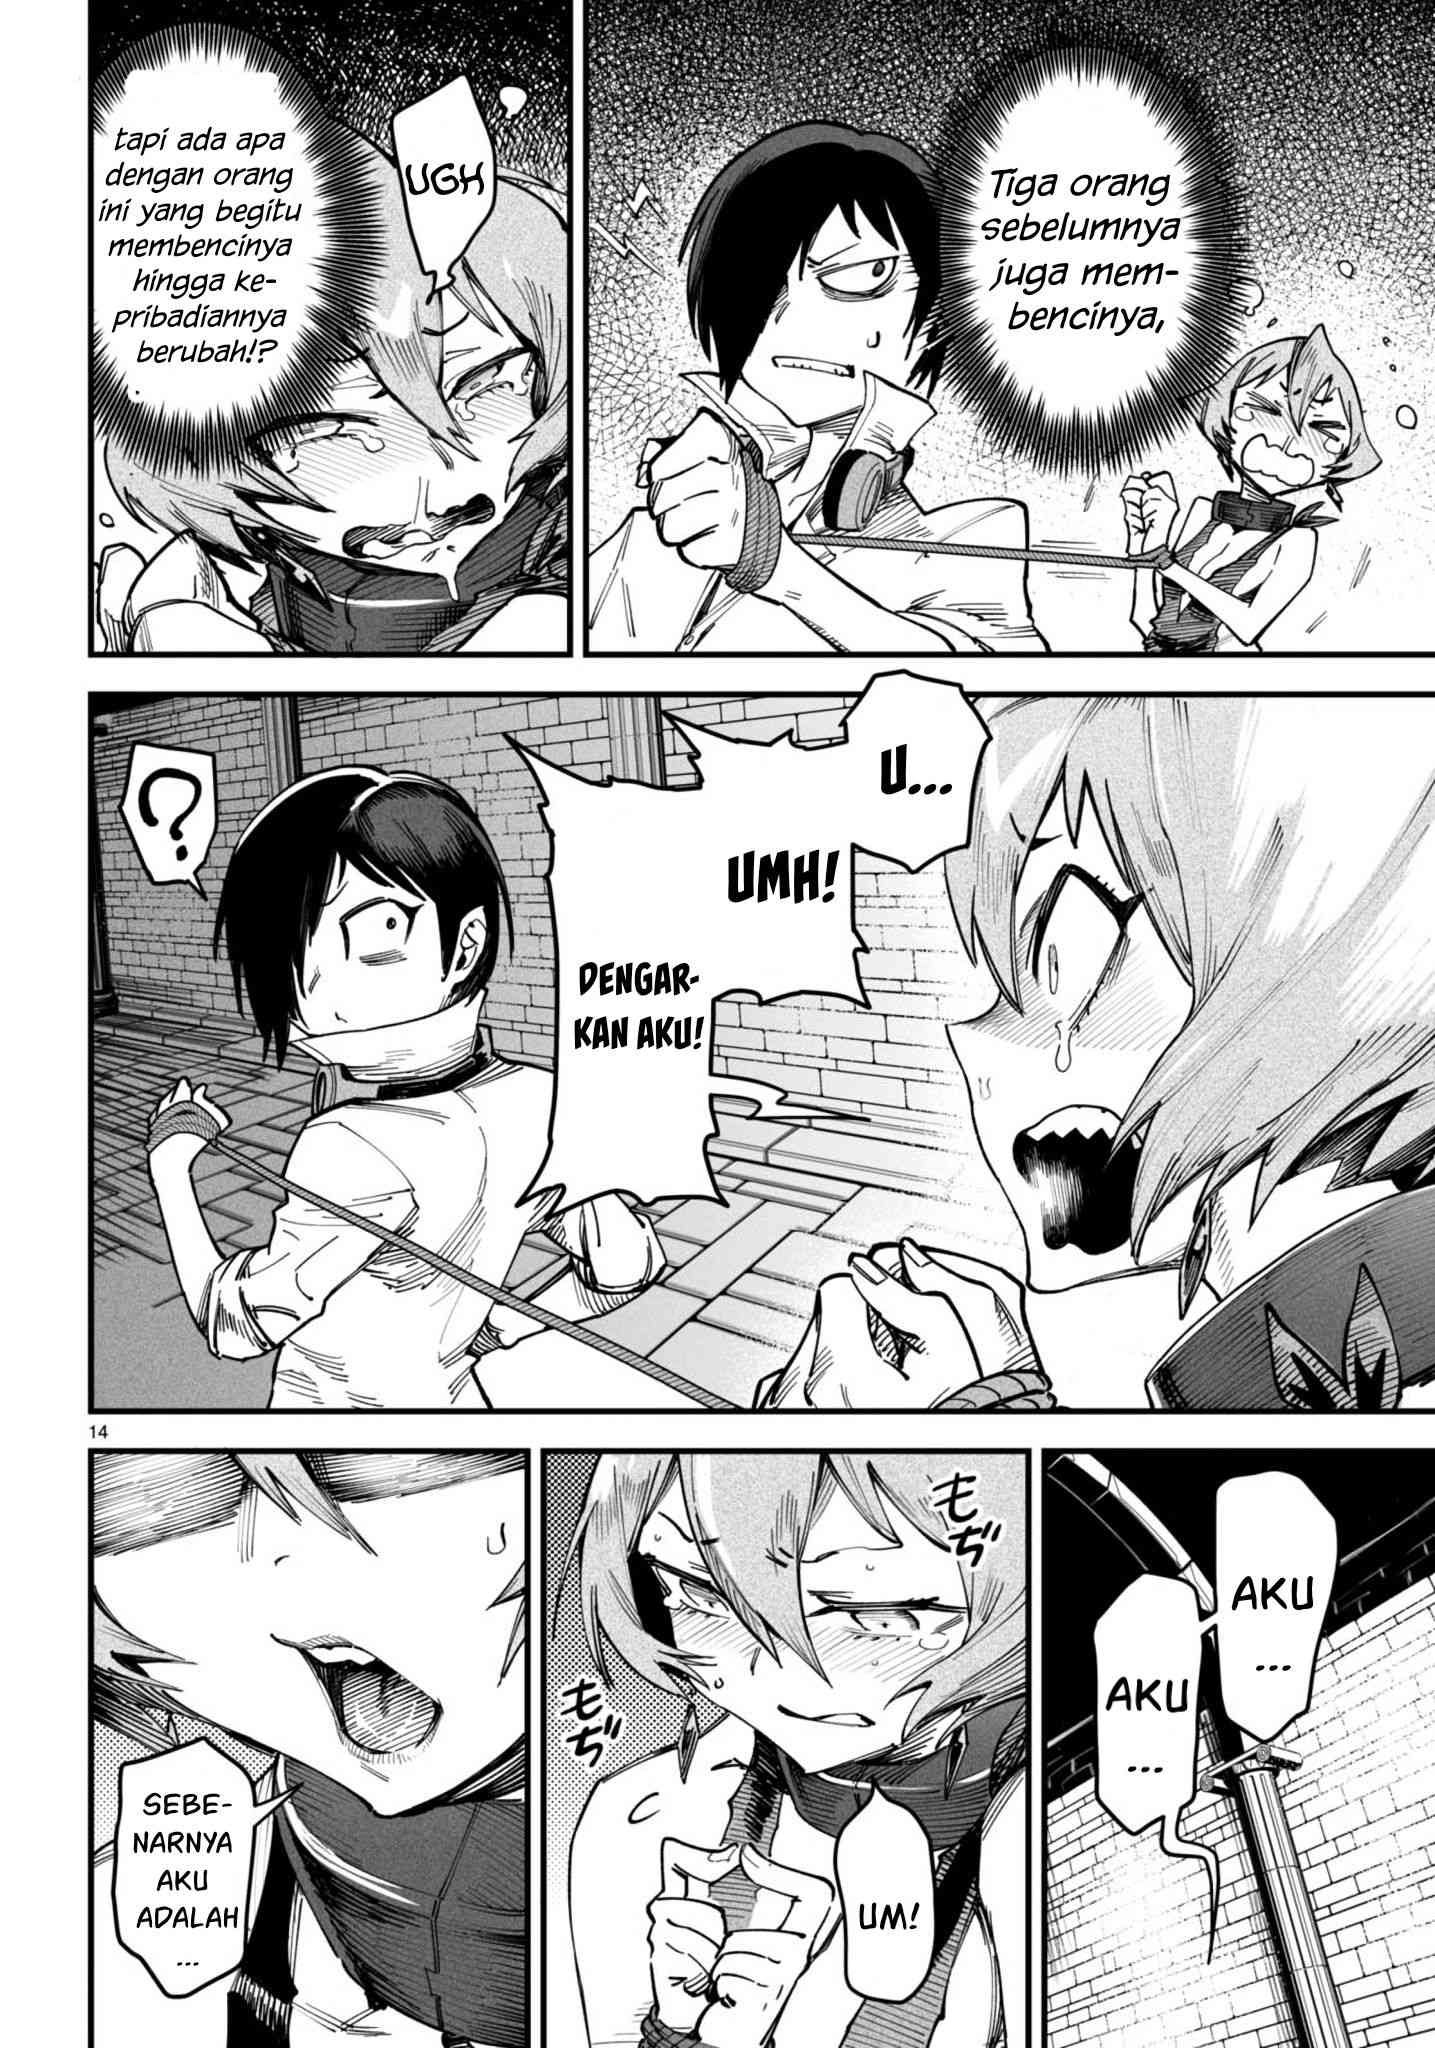 Tiga orang
sebelumnya
juga mem-
bencinya,
UGH
tapi ada apa
dengan orang
ini yang begitu
membencinya
hingga ke-
pribadiannya
berubah!?
U...
UMH!
DENGAR-
KAN AKU!
?
14
AKU
...
AKU
...
もぢ
もぢ
UM!
SEBE-
NARNYA
AKU
ADALAH
...